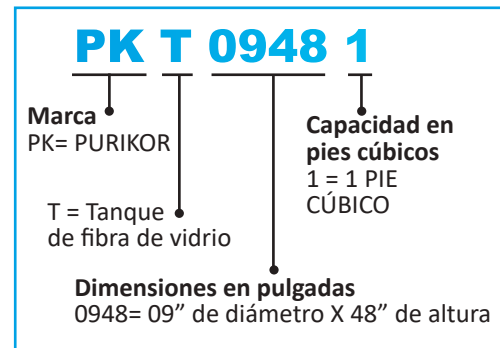 PK T 0948 1
Marca
PK= PURIKOR
Capacidad en
pies cúbicos
1 = 1 PIE
CÚBICO
T = Tanque
de fibra de vidrio
Dimensiones en pulgadas
0948= 09” de diámetro X 48” de altura